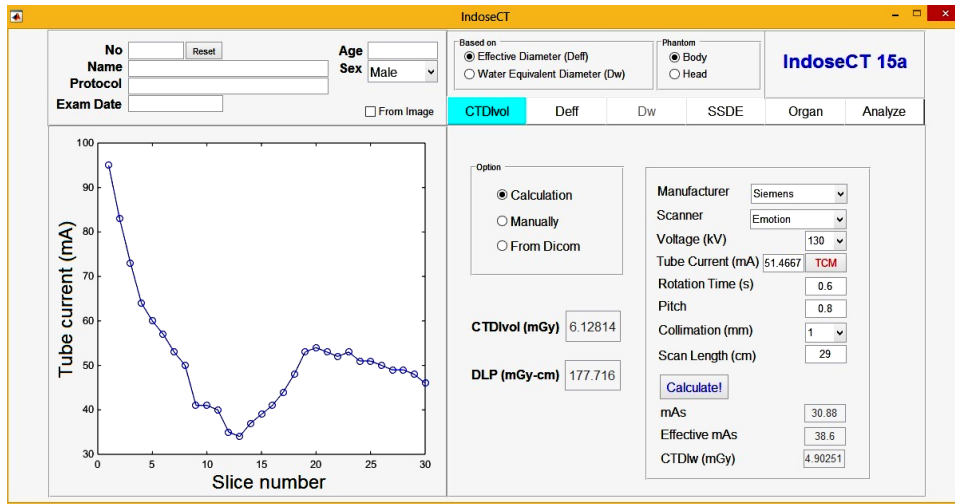 IndoseCT
No
Reset
Name
Protocol
Exam Date
Age
Sex Male
From Image
Based on
Effective Diameter (Deff)
Water Equivalent Diameter (Dw)
Phantom
Body
Head
IndoseCT 15a
CTDIvol Deff Dw SSDE Organ Analyze
Tube current (mA)
100
90
80
70
60
50
40
30
0 5 10 15 20 25 30
Slice number
Option
Calculation
Manually
From Dicom
CTDIvol (mGy) 6.12814
DLP (mGy-cm) 177.716
Manufacturer Siemens
Scanner Emotion
Voltage (kV) 130
Tube Current (mA) 51.4667 TCM
Rotation Time (s) 0.6
Pitch 0.8
Collimation (mm) 1
Scan Length (cm) 29
Calculate!
mAs 30.88
Effective mAs 38.6
CTDIw (mGy) 4.90251